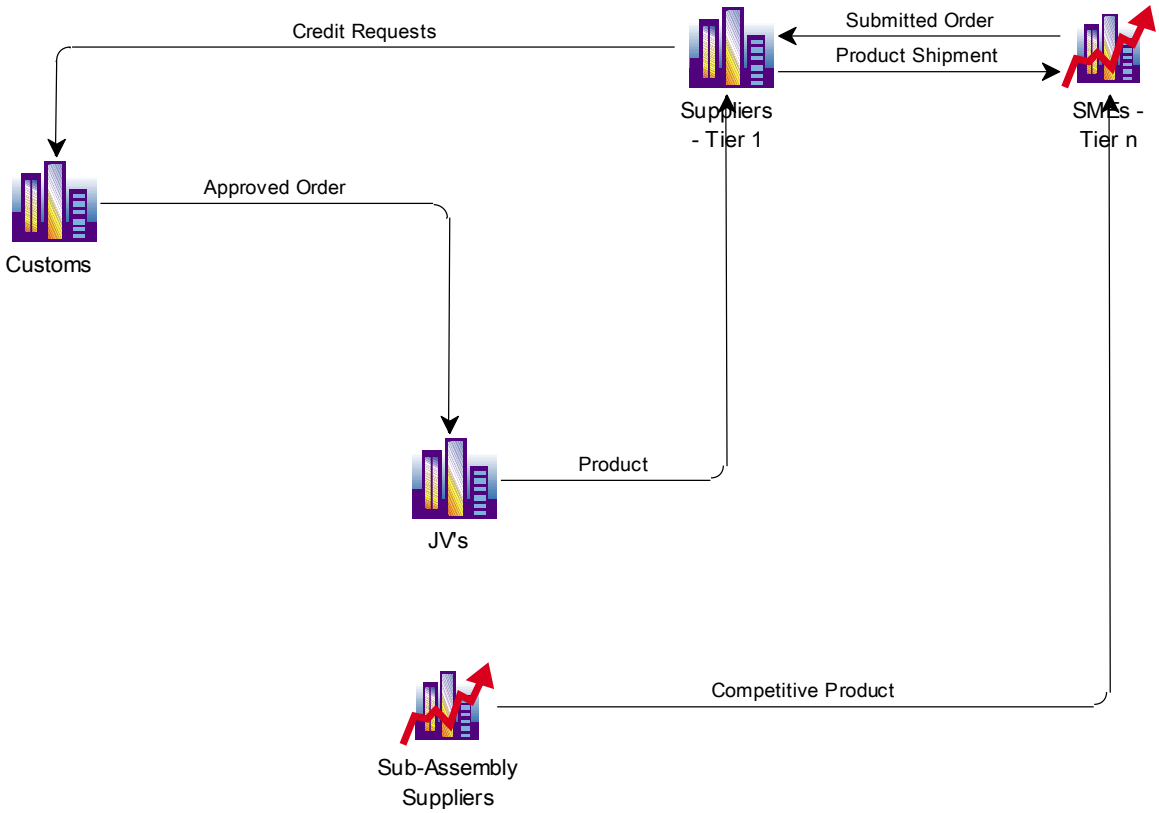 Credit Requests
Submitted Order
Product Shipment
Suppliers
- Tier 1
SMEs -
Tier n
Approved Order
Customs
Product
JV's
Competitive Product
Sub-Assembly
Suppliers